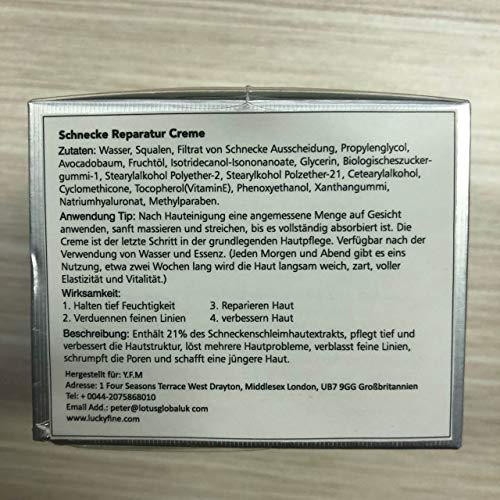 Schnecke Reparatur Creme
Zutaten: Wasser, Squalen, Filtrat von Schnecke Ausscheidung, Propylenglycol,
Avocadobaum, Fruchtöl, Isotridecanol-Isononanoate, Glycerin, Biologischeszucker-
gummi-1, Stearylalkohol Polyether-2, Stearylkohol Polzether-21, Cetearylalkohol,
Cyclomethicone, Tocopherol(VitaminE), Phenoxyethanol, Xanthangummi,
Natriumhyaluronat, Methylparaben.
Anwendung Tip: Nach Hauteinigung eine angemessene Menge auf Gesicht
anwenden, sanft massieren und streichen, bis es vollständig absorbiert ist. Die
Creme ist der letzte Schritt in der grundlegenden Hautpflege. Verfügbar nach der
Verwendung von Wasser und Essenz. (Jeden Morgen und Abend gibt es eins
Nutzung, etwa zwei Wochen lang wird die Haut langsam weich, zart, voller
Elastizität und Vitalität.)
Wirksamkeit:
1. Halten tief Feuchtigkeit 3. Reparieren Haut
2. Verduennen feinen Linien 4. verbessern Haut
Beschreibung: Enthält 21% des Schneckenschleimhautextrakts, pflegt tief und
verbessert die Hautstruktur, löst mehrere Hautprobleme, verblasst feine Linien,
schrumpft die Poren und schafft eine jüngere Haut.
Hergestellt für: Y.F.M
Adresse: 1 Four Seasons Terrace West Drayton, Middlesex London, UB7 9GG Großbritannien
Tel: + 0044-2075868010
Email Add.: peter@lotusglobaluk.com
www.luckyfine.com